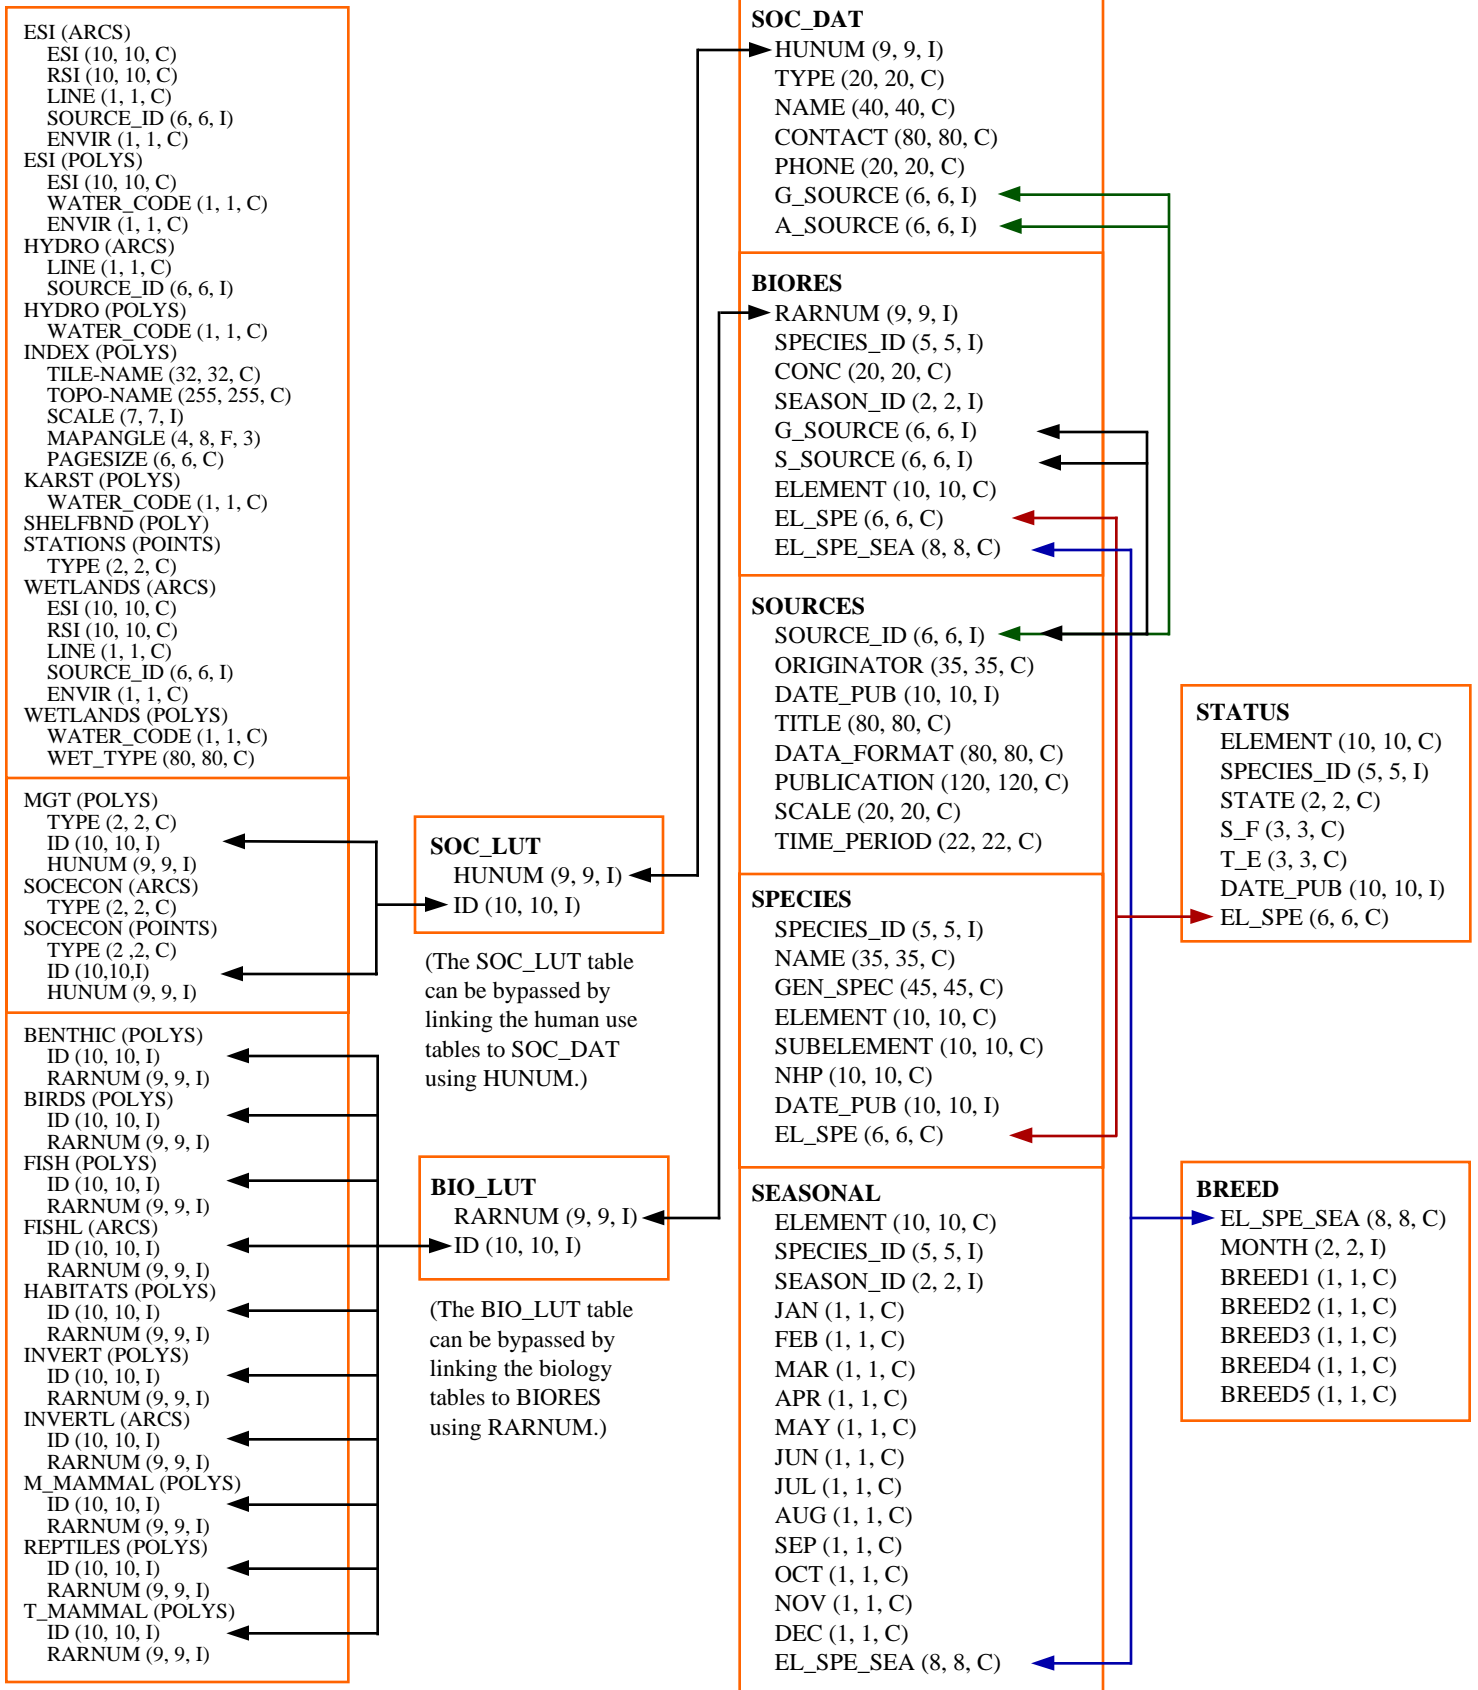 ESI (ARCS)
ESI (10, 10, C)
RSI (10, 10, C)
LINE (1, 1, C)
SOURCE_ID (6, 6, I)
ENVIR (1, 1, C)
ESI (POLYS)
ESI (10, 10, C)
WATER_CODE (1, 1, C)
ENVIR (1, 1, C)
HYDRO (ARCS)
LINE (1, 1, C)
SOURCE_ID (6, 6, I)
HYDRO (POLYS)
WATER_CODE (1, 1, C)
INDEX (POLYS)
TILE-NAME (32, 32, C)
TOPO-NAME (255, 255, C)
SCALE (7, 7, I)
MAPANGLE (4, 8, F, 3)
PAGESIZE (6, 6, C)
KARST (POLYS)
WATER_CODE (1, 1, C)
SHELFBND (POLY)
STATIONS (POINTS)
TYPE (2, 2, C)
WETLANDS (ARCS)
ESI (10, 10, C)
RSI (10, 10, C)
LINE (1, 1, C)
SOURCE_ID (6, 6, I)
ENVIR (1, 1, C)
WETLANDS (POLYS)
WATER_CODE (1, 1, C)
WET_TYPE (80, 80, C)
MGT (POLYS)
TYPE (2, 2, C)
ID (10, 10, I)
HUNUM (9, 9, I)
SOCECON (ARCS)
TYPE (2, 2, C)
SOCECON (POINTS)
TYPE (2 ,2, C)
ID (10,10,I)
HUNUM (9, 9, I)
BENTHIC (POLYS)
ID (10, 10, I)
RARNUM (9, 9, I)
BIRDS (POLYS)
ID (10, 10, I)
RARNUM (9, 9, I)
FISH (POLYS)
ID (10, 10, I)
RARNUM (9, 9, I)
FISHL (ARCS)
ID (10, 10, I)
RARNUM (9, 9, I)
HABITATS (POLYS)
ID (10, 10, I)
RARNUM (9, 9, I)
INVERT (POLYS)
ID (10, 10, I)
RARNUM (9, 9, I)
INVERTL (ARCS)
ID (10, 10, I)
RARNUM (9, 9, I)
M_MAMMAL (POLYS)
ID (10, 10, I)
RARNUM (9, 9, I)
REPTILES (POLYS)
ID (10, 10, I)
RARNUM (9, 9, I)
T_MAMMAL (POLYS)
ID (10, 10, I)
RARNUM (9, 9, I)
SOC_LUT
HUNUM (9, 9, I)
ID (10, 10, I)
(The SOC_LUT table
can be bypassed by
linking the human use
tables to SOC_DAT
using HUNUM.)
BIO_LUT
RARNUM (9, 9, I)
ID (10, 10, I)
(The BIO_LUT table
can be bypassed by
linking the biology
tables to BIORES
using RARNUM.)
SOC_DAT
HUNUM (9, 9, I)
TYPE (20, 20, C)
NAME (40, 40, C)
CONTACT (80, 80, C)
PHONE (20, 20, C)
G_SOURCE (6, 6, I)
A_SOURCE (6, 6, I)
BIORES
RARNUM (9, 9, I)
SPECIES_ID (5, 5, I)
CONC (20, 20, C)
SEASON_ID (2, 2, I)
G_SOURCE (6, 6, I)
S_SOURCE (6, 6, I)
ELEMENT (10, 10, C)
EL_SPE (6, 6, C)
EL_SPE_SEA (8, 8, C)
SOURCES
SOURCE_ID (6, 6, I)
ORIGINATOR (35, 35, C)
DATE_PUB (10, 10, I)
TITLE (80, 80, C)
DATA_FORMAT (80, 80, C)
PUBLICATION (120, 120, C)
SCALE (20, 20, C)
TIME_PERIOD (22, 22, C)
SPECIES
SPECIES_ID (5, 5, I)
NAME (35, 35, C)
GEN_SPEC (45, 45, C)
ELEMENT (10, 10, C)
SUBELEMENT (10, 10, C)
NHP (10, 10, C)
DATE_PUB (10, 10, I)
EL_SPE (6, 6, C)
SEASONAL
ELEMENT (10, 10, C)
SPECIES_ID (5, 5, I)
SEASON_ID (2, 2, I)
JAN (1, 1, C)
FEB (1, 1, C)
MAR (1, 1, C)
APR (1, 1, C)
MAY (1, 1, C)
JUN (1, 1, C)
JUL (1, 1, C)
AUG (1, 1, C)
SEP (1, 1, C)
OCT (1, 1, C)
NOV (1, 1, C)
DEC (1, 1, C)
EL_SPE_SEA (8, 8, C)
STATUS
ELEMENT (10, 10, C)
SPECIES_ID (5, 5, I)
STATE (2, 2, C)
S_F (3, 3, C)
T_E (3, 3, C)
DATE_PUB (10, 10, I)
EL_SPE (6, 6, C)
BREED
EL_SPE_SEA (8, 8, C)
MONTH (2, 2, I)
BREED1 (1, 1, C)
BREED2 (1, 1, C)
BREED3 (1, 1, C)
BREED4 (1, 1, C)
BREED5 (1, 1, C)